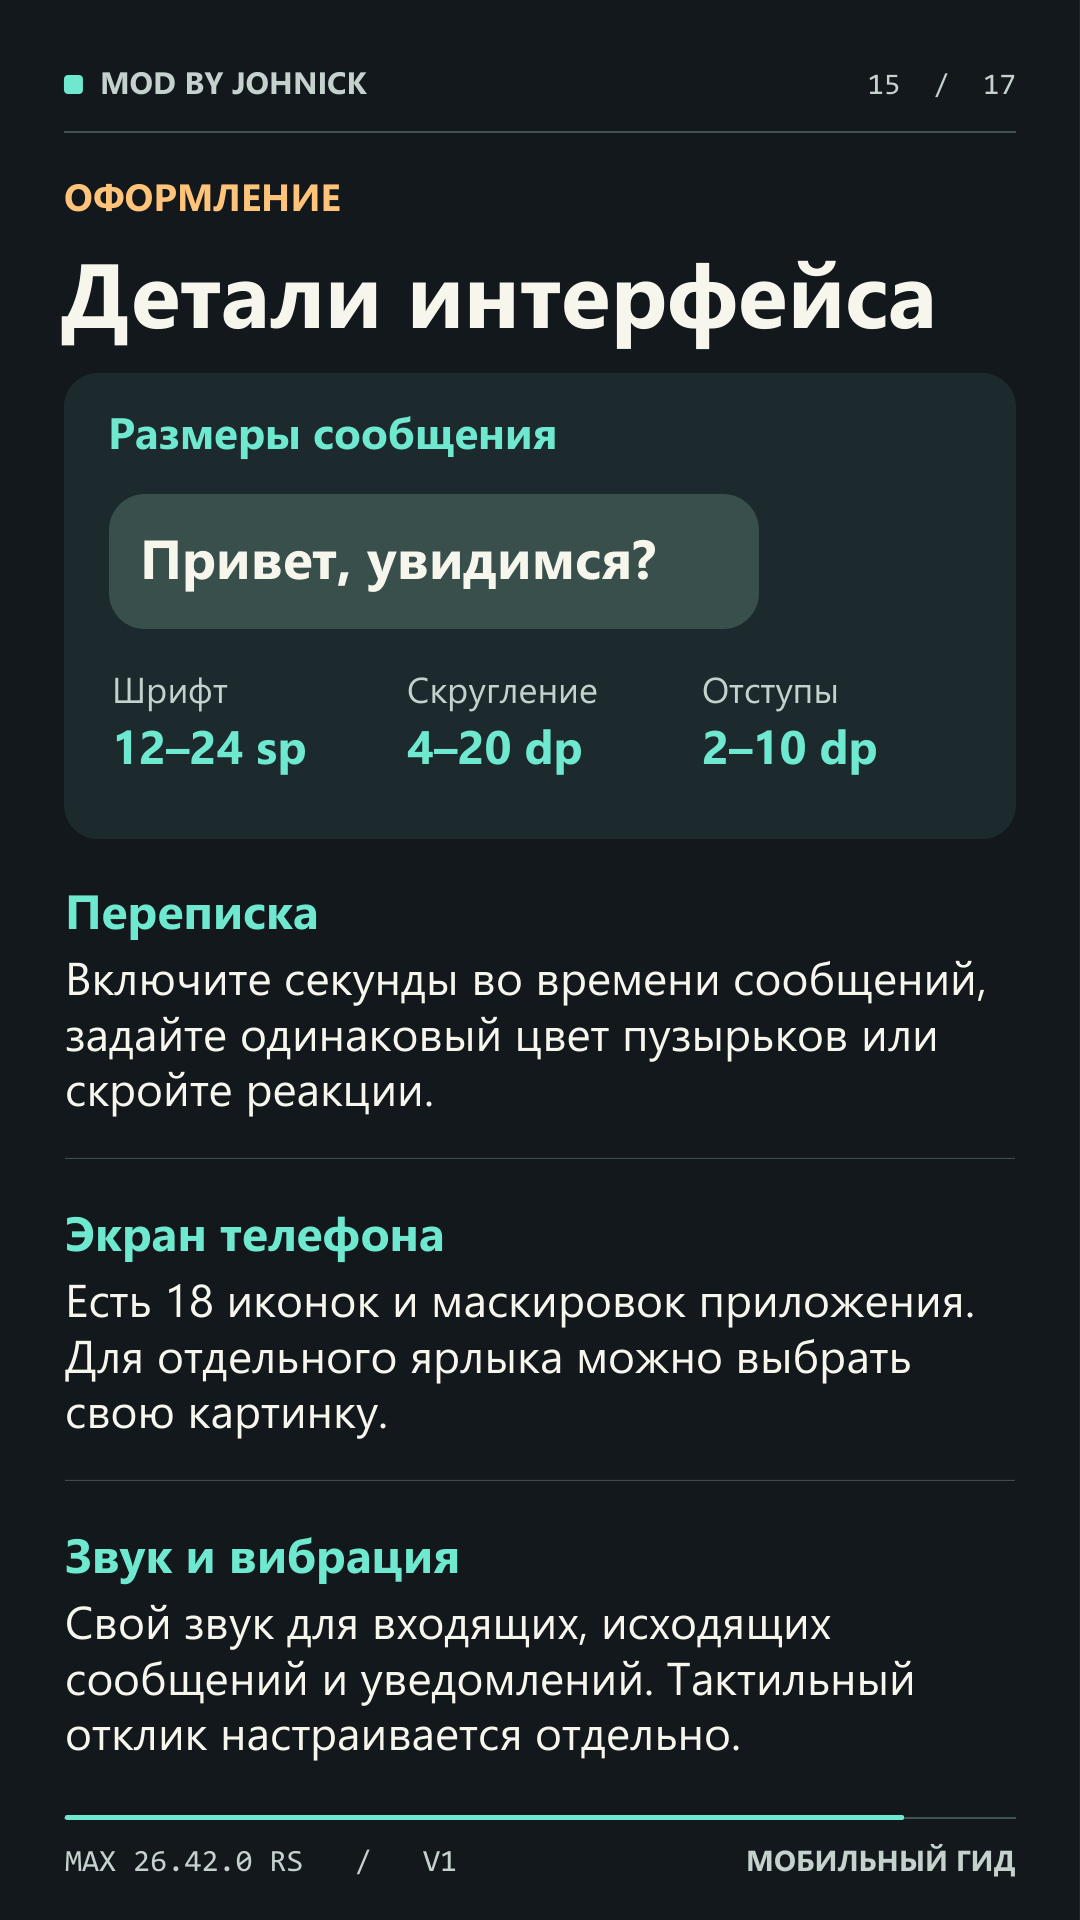 MOD BY JOHNICK
15 / 17
ОФОРМЛЕНИЕ
Детали интерфейса
Размеры сообщения
Привет, увидимся?
Шрифт Скругление Отступы
12–24 sp 4–20 dp 2–10 dp
Переписка
Включите секунды во времени сообщений,
задайте одинаковый цвет пузырьков или
скройте реакции.
Экран телефона
Есть 18 иконок и маскировок приложения.
Для отдельного ярлыка можно выбрать
свою картинку.
Звук и вибрация
Свой звук для входящих, исходящих
сообщений и уведомлений. Тактильный
отклик настраивается отдельно.
MAX 26.42.0 RS / V1
МОБИЛЬНЫЙ ГИД